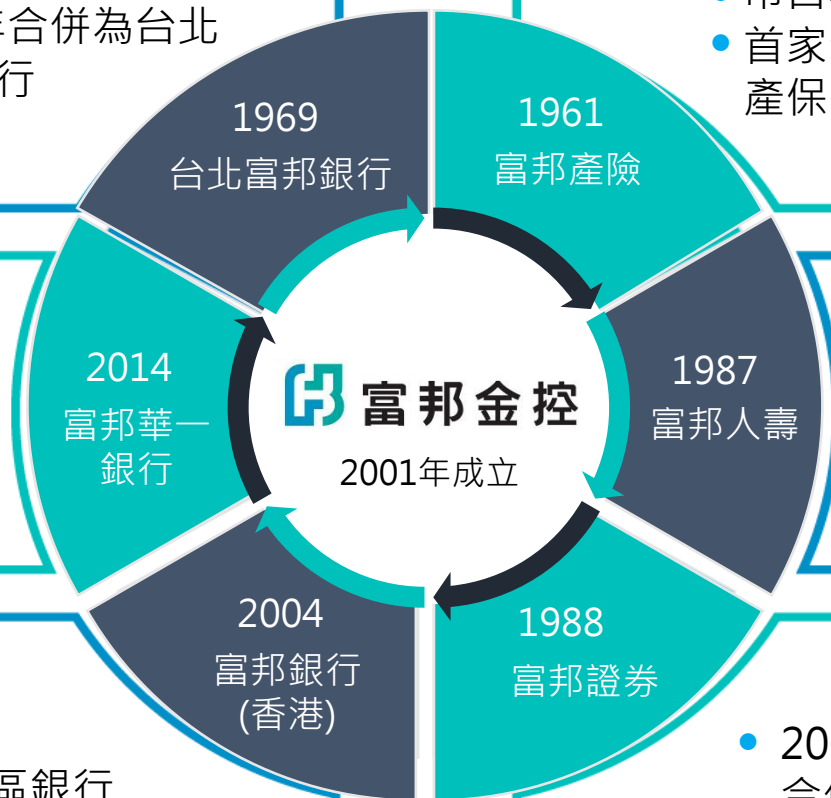 年合併為台北
行
首家
產保
1969
台北富邦銀行
1961
富邦產險
2014
富邦華一
銀行
富邦金控
2001年成立
1987
富邦人壽
2004
富邦銀行
(香港)
1988
富邦證券
區銀行
20